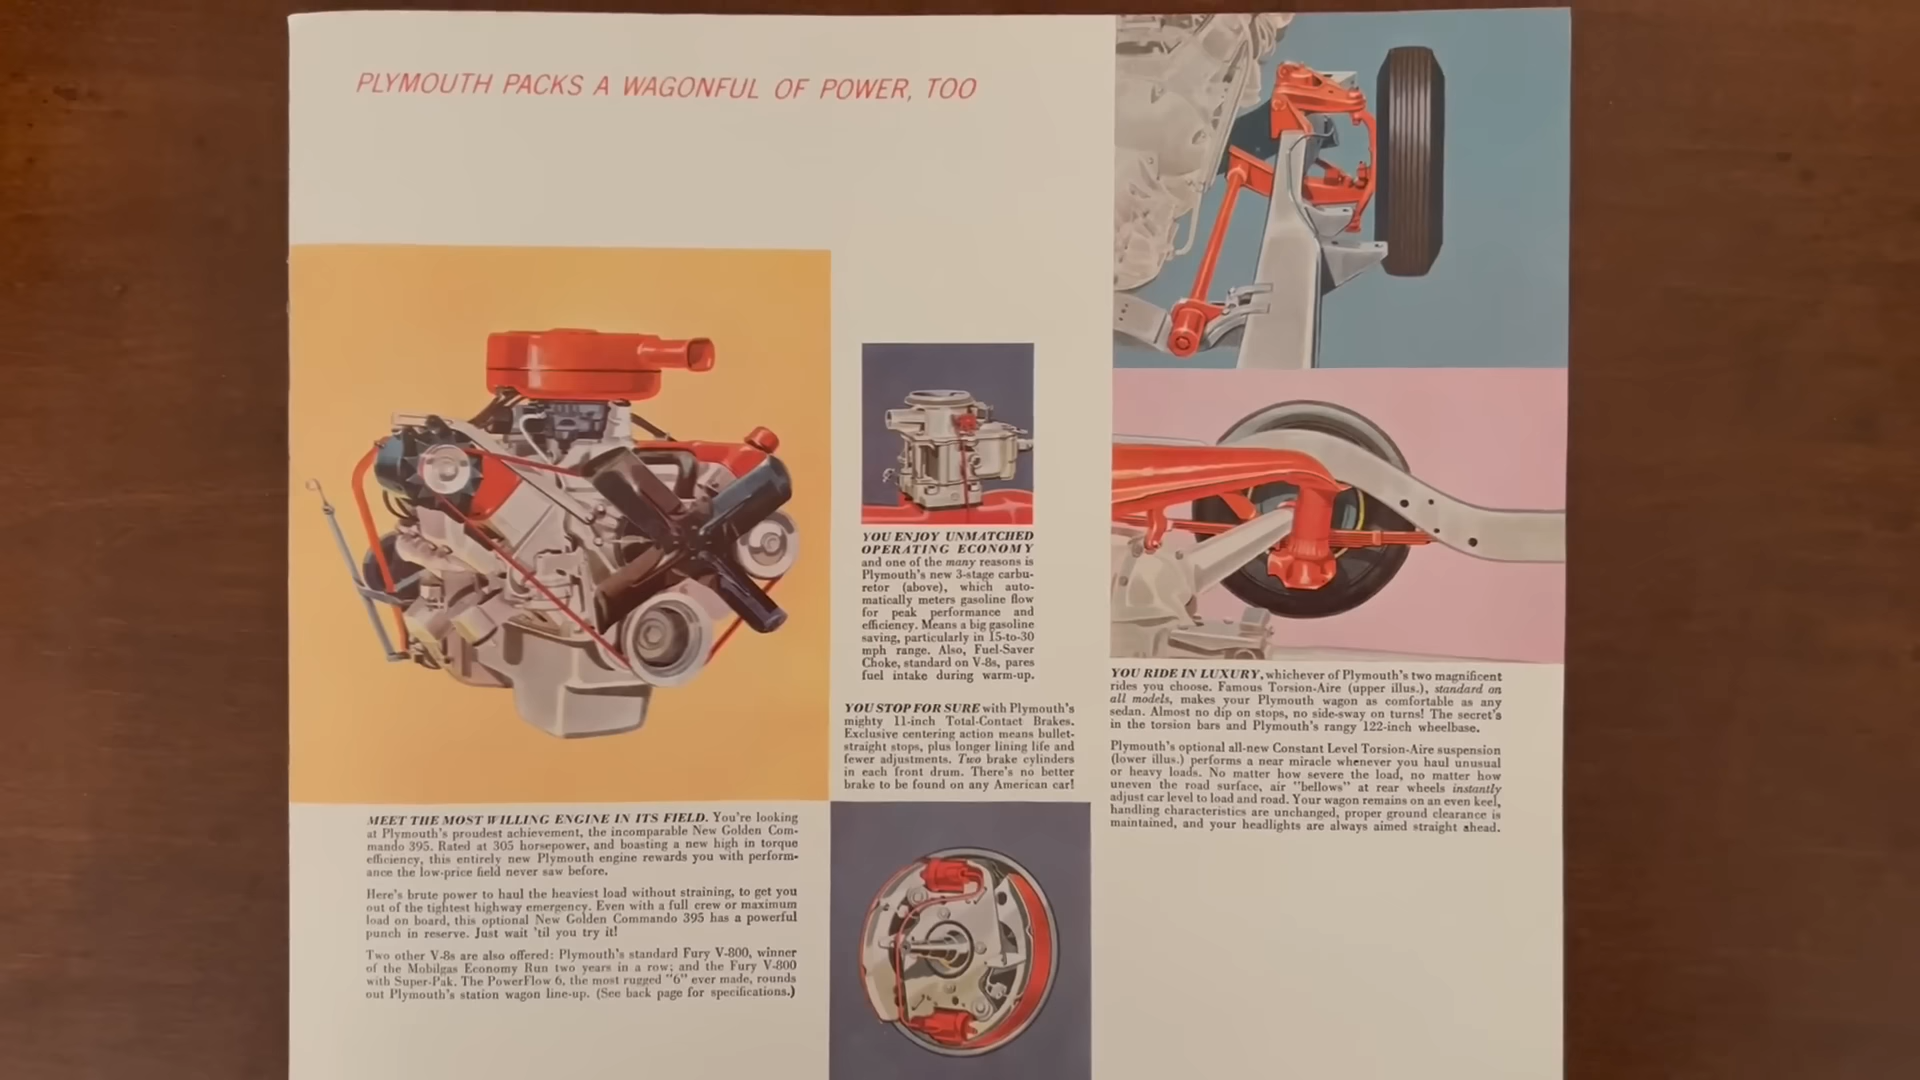 PLYMOUTH PACKS A WAGONFUL OF POWER, TOO
MEET THE MOST WILLING ENGINE IN ITS FIELD. You're looking
at Plymouth's proudest achievement, the incomparable New Golden Com-
mando 395. Rated at 305 horsepower, and boasting a new high in torque
efficiency, this entirely new Plymouth engine rewards you with perform-
ance the low-price field never saw before.
Here's brute power to haul the heaviest load without straining, to get you
out of the tightest highway emergency. Even with a full crew or maximum
load on board, this optional New Golden Commando 395 has a powerful
punch in reserve. Just wait 'til you try it!
Two other V-8s are also offered: Plymouth's standard Fury V-800, winner
of the Mobilgas Economy Run two years in a row; and the Fury V-800
with Super-Pak. The PowerFlow 6, the most rugged "6" ever made, rounds
out Plymouth's station wagon line-up. (See back page for specifications.)
YOU ENJOY UNMATCHED
OPERATING ECONOMY
and one of the many reasons is
Plymouth's new 3-stage carbu-
retor (above), which auto-
matically meters gasoline flow
for peak performance and
efficiency. Means a big gasoline
saving, particularly in 15-to-30
mph range. Also, Fuel-Saver
Choke, standard on V-8s, pares
fuel intake during warm-up.
YOU STOP FOR SURE with Plymouth's
mighty 11-inch Total-Contact Brakes.
Exclusive centering action means bullet-
straight stops, plus longer lining life and
fewer adjustments. Two brake cylinders
in each front drum. There's no better
brake to be found on any American car!
YOU RIDE IN LUXURY, whichever of Plymouth's two magnificent
rides you choose. Famous Torsion-Aire (upper illus.), standard on
all models, makes your Plymouth wagon as comfortable as any
sedan. Almost no dip on stops, no side-sway on turns! The secret's
in the torsion bars and Plymouth's rangy 122-inch wheelbase.
Plymouth's optional all-new Constant Level Torsion-Aire suspension
(lower illus.) performs a near miracle whenever you haul unusual
or heavy loads. No matter how severe the load, no matter how
uneven the road surface, air "bellows" at rear wheels instantly
adjust car level to load and road. Your wagon remains on an even keel,
handling characteristics are unchanged, proper ground clearance is
maintained, and your headlights are always aimed straight ahead.